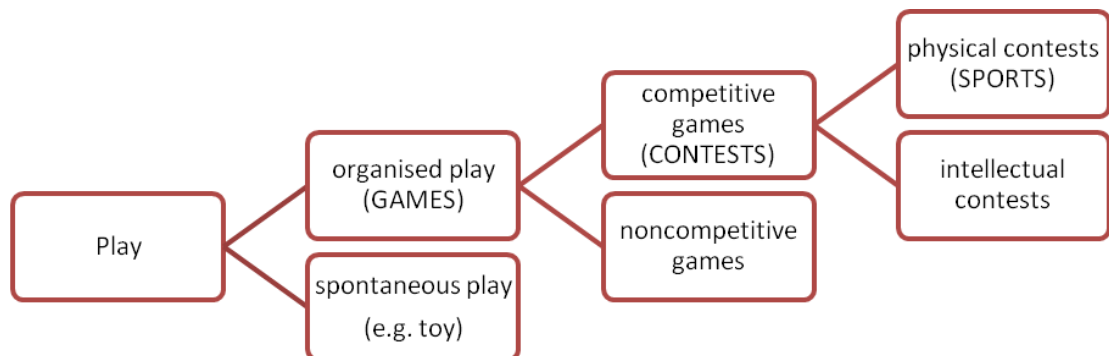 Play
organised play
(GAMES)
spontaneous play
(e.g. toy)
competitive
games
(CONTESTS)
noncompetitive
games
physical contests
(SPORTS)
intellectual
contests